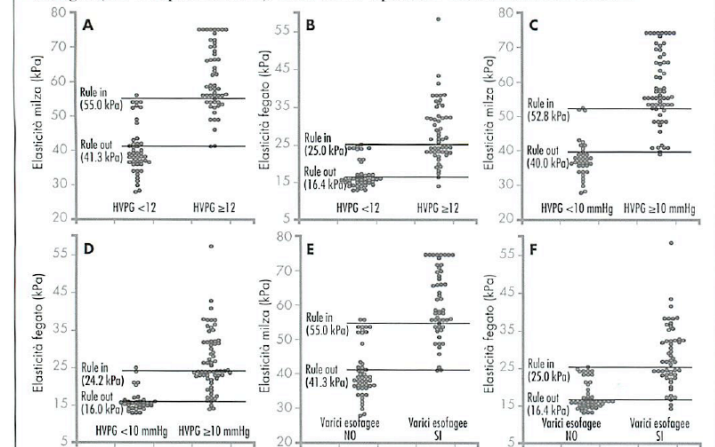 A
Elasticità milza (kPa)
80
70
60
50
40
30
20
Rule in
(55.0 kPa)
Rule out
(41.3 kPa)
HVPG <12
HVPG ≥12
B
Elasticità fegato (kPa)
55
45
35
25
15
5
Rule in
(25.0 kPa)
Rule out
(16.4 kPa)
HVPG <12
HVPG ≥12
C
Elasticità milza (kPa)
80
70
60
50
40
30
20
Rule in
(52.8 kPa)
Rule out
(40.0 kPa)
HVPG <10 mmHg
HVPG ≥10 mmHg
D
Elasticità fegato (kPa)
55
45
35
25
15
5
Rule in
(24.2 kPa)
Rule out
(16.0 kPa)
HVPG <10 mmHg
HVPG ≥10 mmHg
E
Elasticità milza (kPa)
80
70
60
50
40
30
20
Rule in
(55.0 kPa)
Rule out
(41.3 kPa)
Varici esofagee
NO
Varici esofagee
SI
F
Elasticità fegato (kPa)
55
45
35
25
15
5
Rule in
(25.0 kPa)
Rule out
(16.4 kPa)
Varici esofagee
NO
Varici esofagee
SI